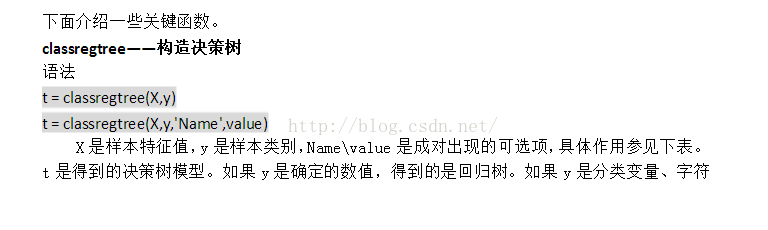 下面介绍一些关键函数。
classregtree——构造决策树
语法
t = classregtree(X,y)
t = classregtree(X,y,'Name',value)
http://blog.csdn.net/
X 是样本特征值，y 是样本类别，Name\value 是成对出现的可选项，具体作用参见下表。
t 是得到的决策树模型。如果 y 是确定的数值，得到的是回归树。如果 y 是分类变量、字符